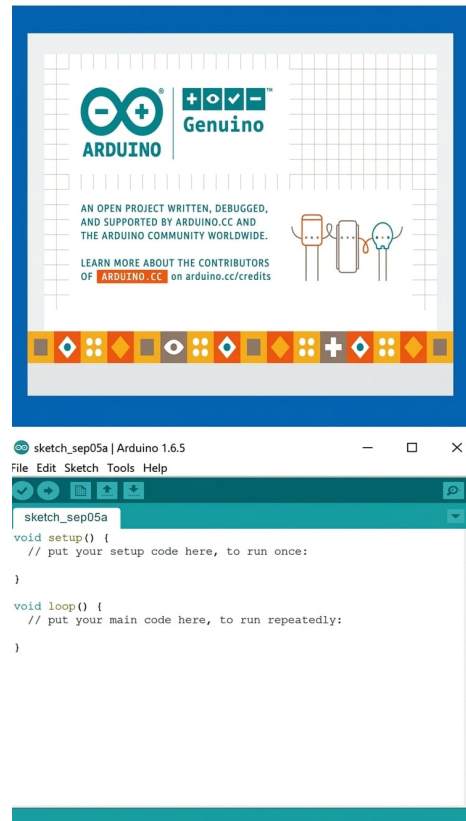 ARDUINO
Genuino
AN OPEN PROJECT WRITTEN, DEBUGGED,
AND SUPPORTED BY ARDUINO.CC AND
THE ARDUINO COMMUNITY WORLDWIDE.
LEARN MORE ABOUT THE CONTRIBUTORS
OF ARDUINO.CC on arduino.cc/credits
sketch_sep05a | Arduino 1.6.5
File Edit Sketch Tools Help
sketch_sep05a
void setup() {
// put your setup code here, to run once:
}
void loop() {
// put your main code here, to run repeatedly:
}